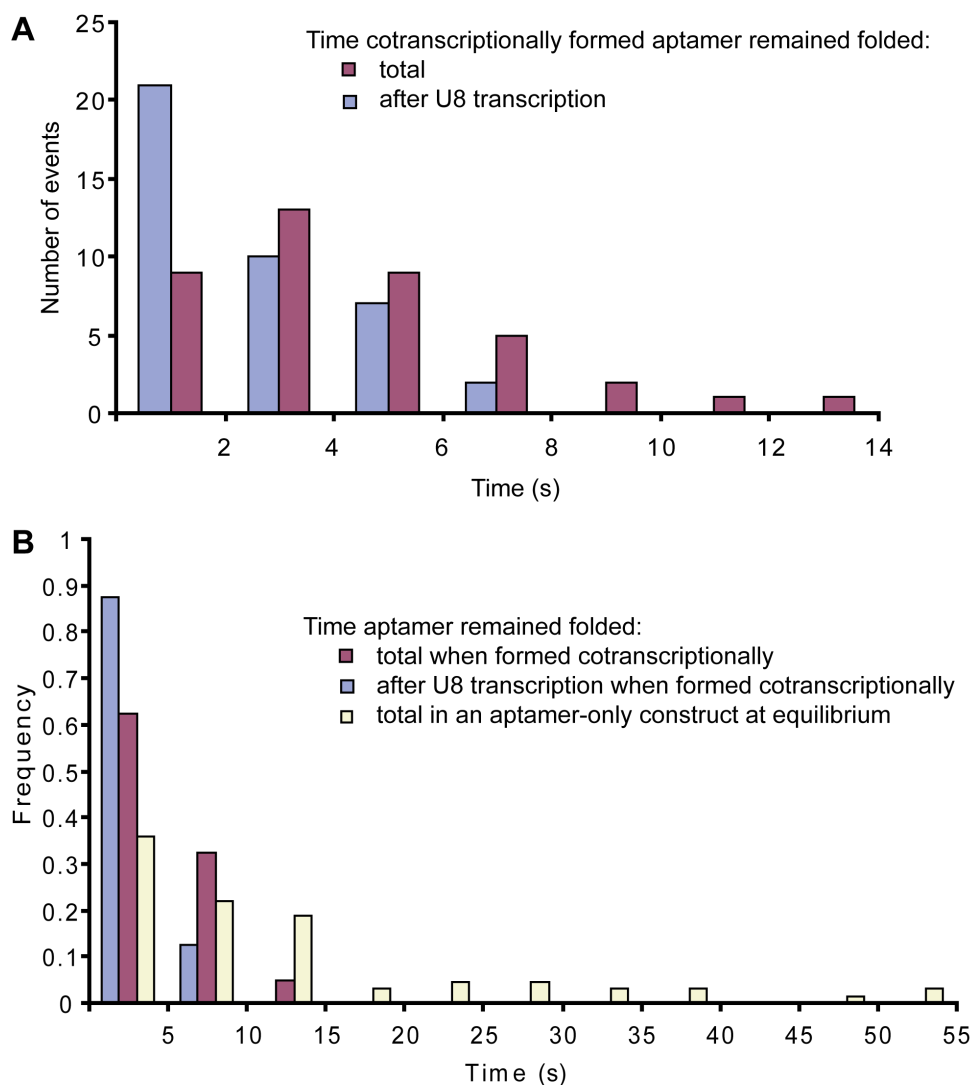 A
25
Time cotranscriptionally formed aptamer remained folded:
total
after U8 transcription
20
15
10
5
0
Number of events
2 4 6 8 10 12 14
Time (s)
B
1
0.9
0.8
0.7
0.6
0.5
0.4
0.3
0.2
0.1
0
Frequency
Time aptamer remained folded:
total when formed cotranscriptionally
after U8 transcription when formed cotranscriptionally
total in an aptamer-only construct at equilibrium
5 10 15 20 25 30 35 40 45 50 55
Time (s)